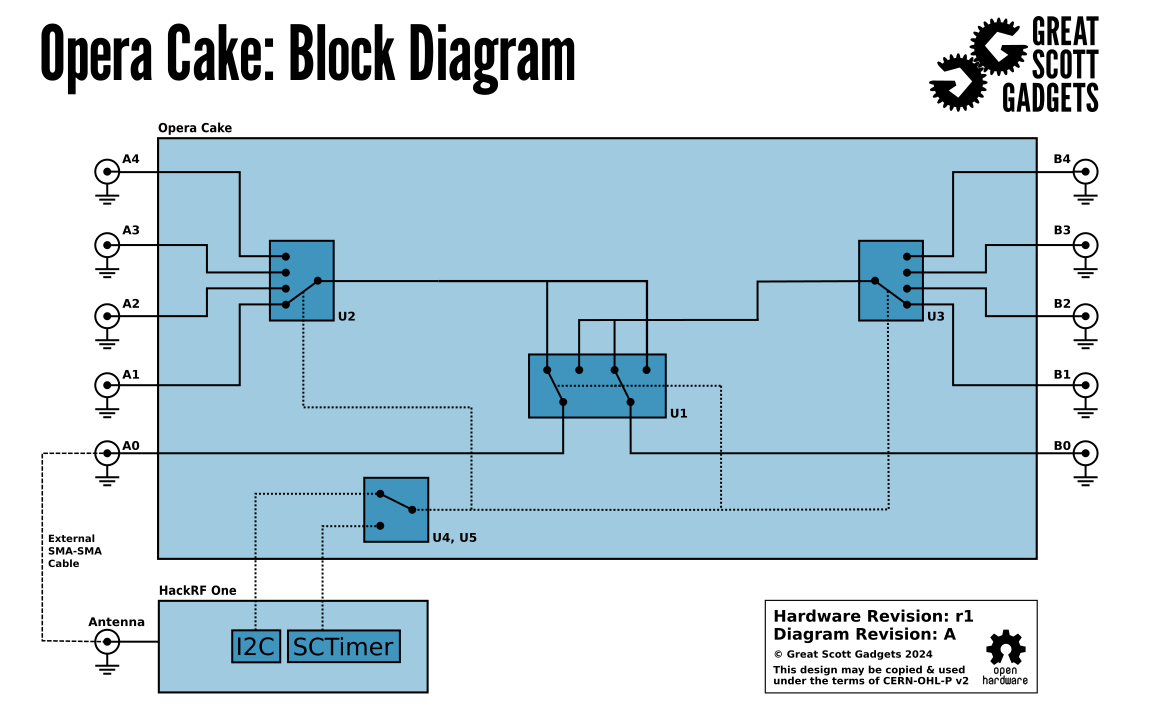 Opera Cake: Block Diagram
GREAT
SCOTT
GADGETS
Opera Cake
A4
B4
A3
B3
A2
B2
U2
U3
A1
B1
U1
A0
B0
U4, U5
External
SMA-SMA
Cable
HackRF One
Antenna
I2C
SCTimer
Hardware Revision: r1
Diagram Revision: A
© Great Scott Gadgets 2024
This design may be copied & used
under the terms of CERN-OHL-P v2
open
hardware